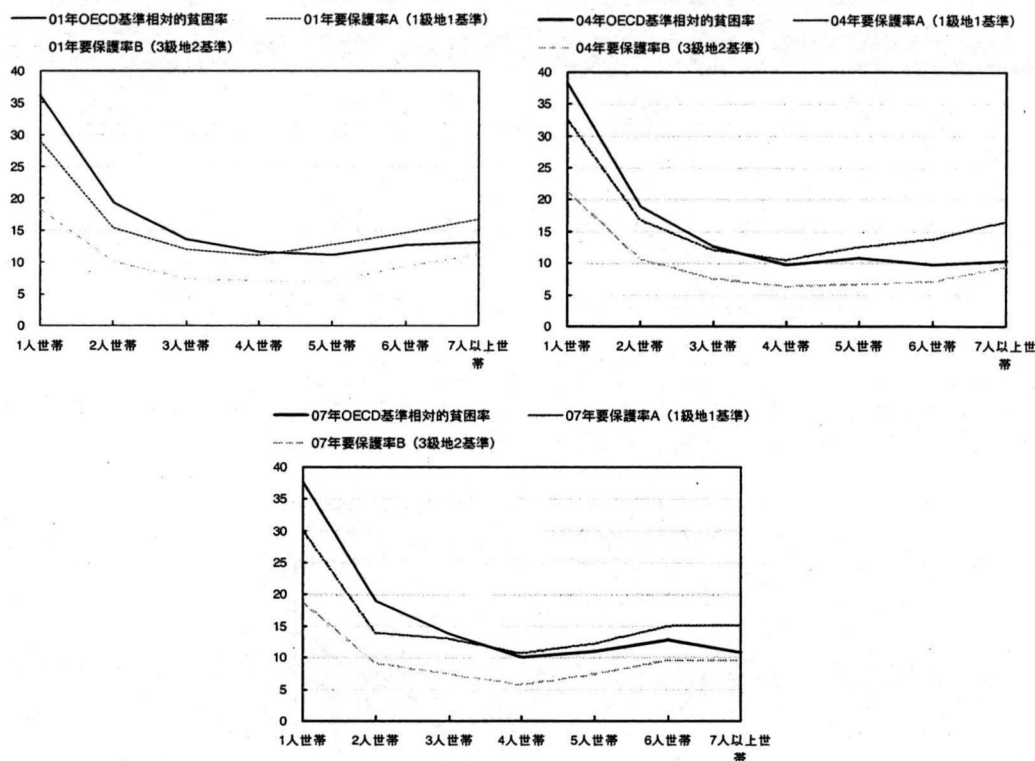 01年OECD基準相対的貧困率 01年要保護率A(1級地1基準)
01年要保護率B(3級地2基準)
40
35
30
25
20
15
10
5
0
1人世帯 2人世帯 3人世帯 4人世帯 5人世帯 6人世帯 7人以上世
帯
04年OECD基準相対的貧困率 04年要保護率A(1級地1基準)
04年要保護率B(3級地2基準)
40
35
30
25
20
15
10
5
0
1人世帯 2人世帯 3人世帯 4人世帯 5人世帯 6人世帯 7人以上世
帯
07年OECD基準相対的貧困率 07年要保護率A(1級地1基準)
07年要保護率B(3級地2基準)
40
35
30
25
20
15
10
5
0
1人世帯 2人世帯 3人世帯 4人世帯 5人世帯 6人世帯 7人以上世
帯